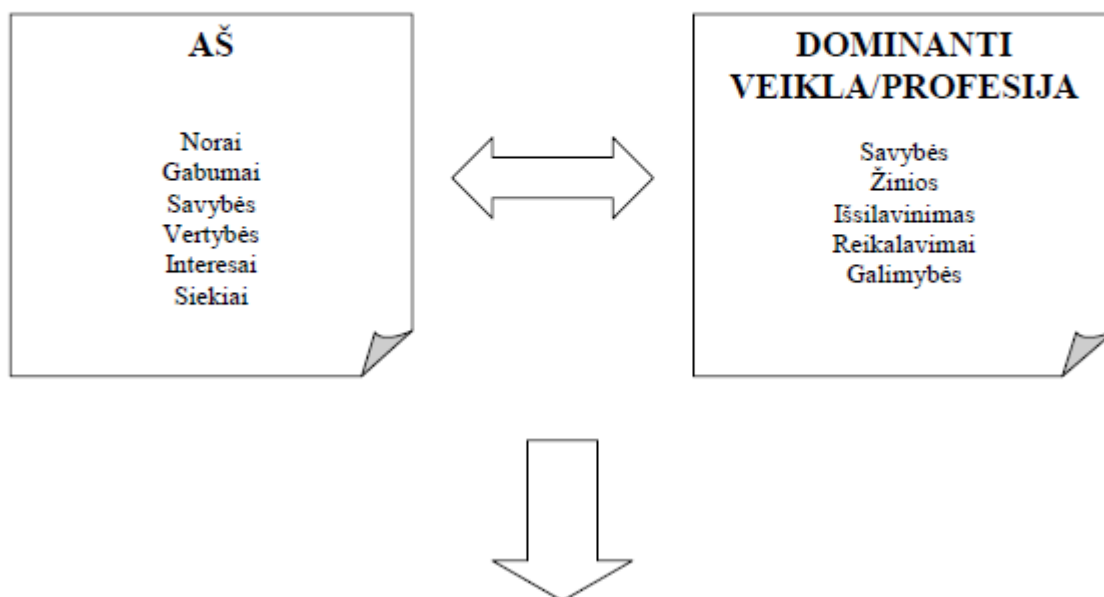 AŠ
Norai
Gabumai
Savybės
Vertybės
Interesai
Siekiai
DOMINANTI
VEIKLA/PROFESIJA
Savybės
Žinios
Išsilavinimas
Reikalavimai
Galimybės